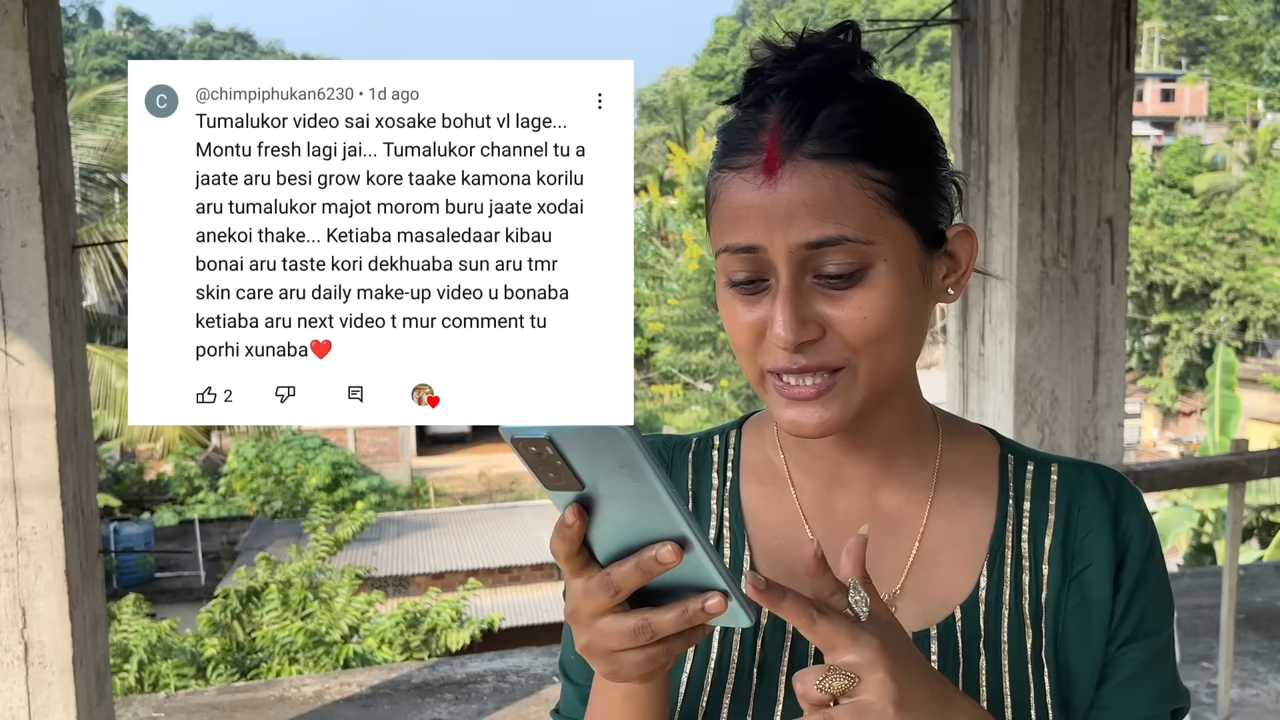 C
@chimpiphukan6230 • 1d ago
Tumalukor video sai xosake bohut vl lage...
Montu fresh lagi jai... Tumalukor channel tu a
jaate aru besi grow kore taake kamona korilu
aru tumalukor majot morom buru jaate xodai
anekoi thake... Ketiaba masaledaar kibau
bonai aru taste kori dekhuaba sun aru tmr
skin care aru daily make-up video u bonaba
ketiaba aru next video t mur comment tu
porhi xunaba❤️
2